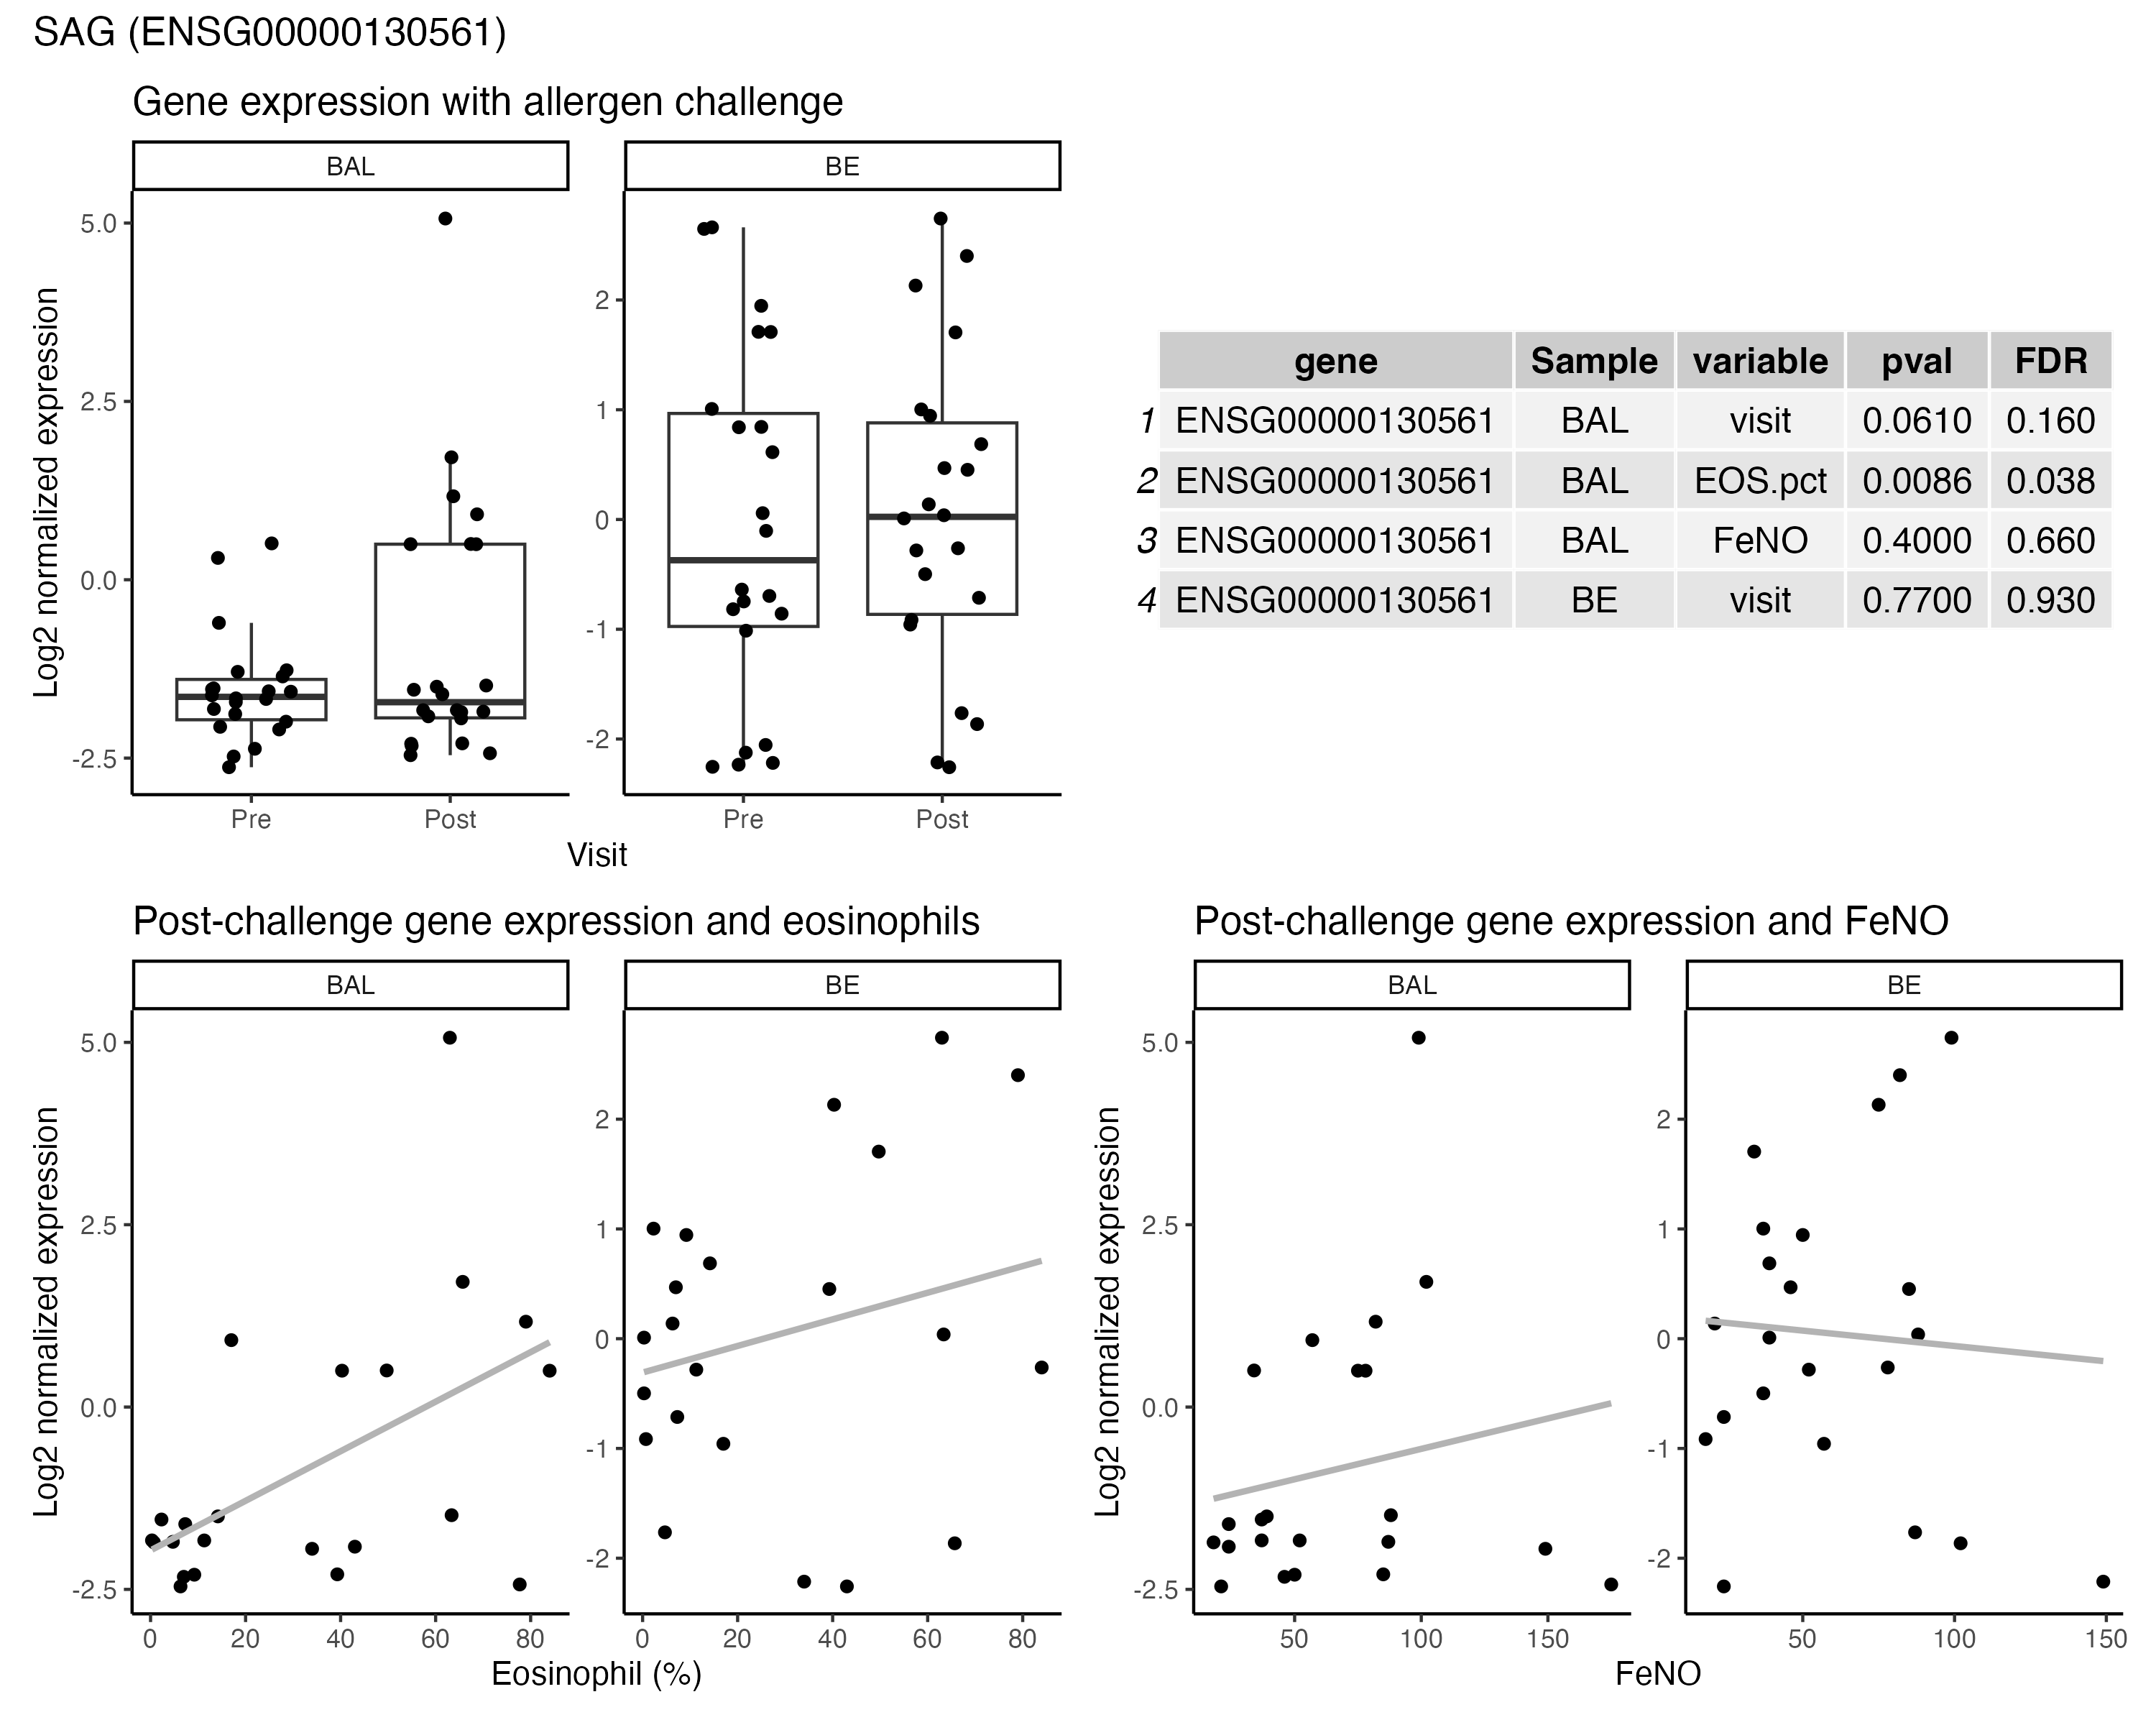 SAG (ENSG00000130561)
Gene expression with allergen challenge
BAL BE
Log2 normalized expression
5.0
2.5
0.0
-2.5
2
1
0
-1
-2
Pre Post Pre Post
Visit
gene Sample variable pval FDR
1 ENSG00000130561 BAL visit 0.0610 0.160
2 ENSG00000130561 BAL EOS.pct 0.0086 0.038
3 ENSG00000130561 BAL FeNO 0.4000 0.660
4 ENSG00000130561 BE visit 0.7700 0.930
Post-challenge gene expression and eosinophils
BAL BE
Log2 normalized expression
5.0
2.5
0.0
-2.5
2
1
0
-1
-2
0 20 40 60 80 0 20 40 60 80
Eosinophil (%)
Post-challenge gene expression and FeNO
BAL BE
Log2 normalized expression
5.0
2.5
0.0
-2.5
2
1
0
-1
-2
50 100 150 50 100 150
FeNO